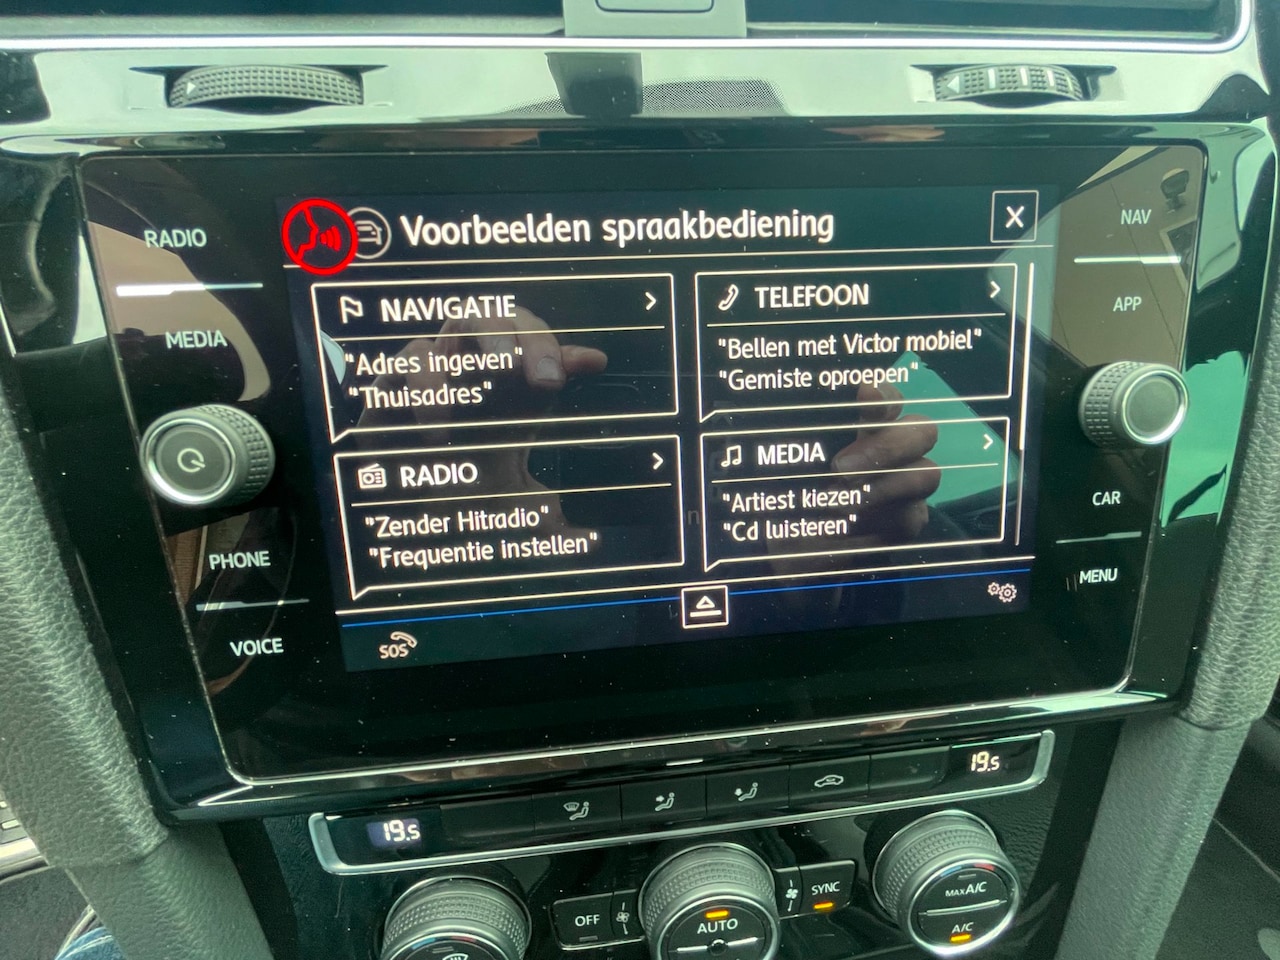 Voorbeelden spraakbediening
X
RADIO
MEDIA
PHONE
VOICE
NAVIGATIE
"Adres ingeven"
"Thuisadres"
TELEFOON
"Bellen met Victor mobiel"
"Gemiste oproepen"
RADIO
"Zender Hitradio"
"Frequentie instellen"
MEDIA
"Artiest kiezen"
"Cd luisteren"
SOS
NAV
APP
CAR
MENU
19.5
19.5
OFF
AUTO
SYNC
MAX A/C
A/C